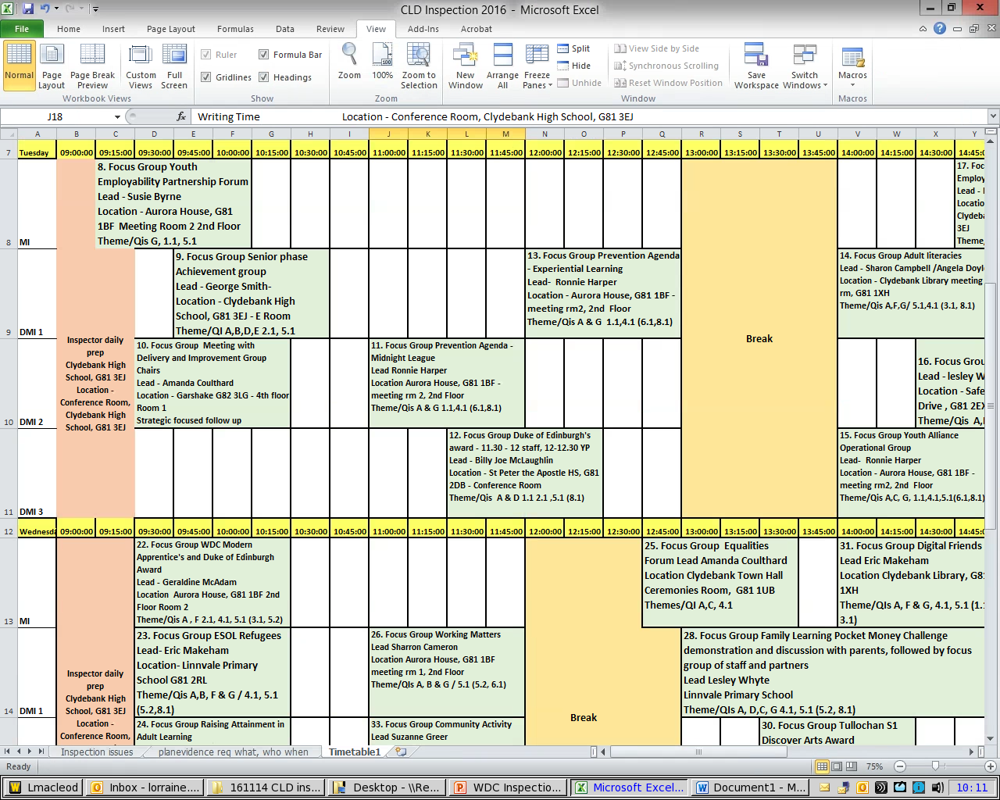 CLD Inspection 2016 - Microsoft Excel
File Home Insert Page Layout Formulas Data Review View Add-Ins Acrobat
Normal Page Layout Page Break Preview Custom Views Full Screen
Workbook Views
Ruler Formula Bar
Gridlines Headings
Show
Zoom 100% Zoom to Selection
Zoom
New Window Arrange All Freeze Panes
Split
Hide
Unhide
View Side by Side
Synchronous Scrolling
Reset Window Position
Window
Save Workspace Switch Windows
Macros
Macros
J18 fx Writing Time Location - Conference Room, Clydebank High School, G81 3EJ
A B C D E F G H I J K L M N O P Q R S T U V W X Y
7 Tuesday 09:00:00 09:15:00 09:30:00 09:45:00 10:00:00 10:15:00 10:30:00 10:45:00 11:00:00 11:15:00 11:30:00 11:45:00 12:00:00 12:15:00 12:30:00 12:45:00 13:00:00 13:15:00 13:30:00 13:45:00 14:00:00 14:15:00 14:30:00 14:45:0
8 MI
8. Focus Group Youth
Employability Partnership Forum
Lead - Susie Byrne
Location - Aurora House, G81
1BF Meeting Room 2 2nd Floor
Theme/Qis G, 1.1, 5.1
17. Foc
Employ
Lead -
Locatio
Clydeb
3EJ
Theme,
9 DMI 1
9. Focus Group Senior phase
Achievement group
Lead - George Smith-
Location - Clydebank High
School, G81 3EJ - E Room
Theme/QI A,B,D,E 2.1, 5.1
13. Focus Group Prevention Agenda
- Experiential Learning
Lead- Ronnie Harper
Location - Aurora House, G81 1BF -
meeting rm2, 2nd Floor
Theme/Qis A & G 1.1,4.1 (6.1,8.1)
14. Focus Group Adult literacies
Lead - Sharon Campbell /Angela Doyl
Location - Clydebank Library meeting
rm, G81 1XH
Theme/Qis A,F,G/ 5.1,4.1 (3.1, 8.1)
Inspector daily
prep
Clydebank High
School, G81 3EJ
Location -
Conference Room,
Clydebank High
School, G81 3EJ
Break
10 DMI 2
10. Focus Group Meeting with
Delivery and Improvement Group
Chairs
Lead - Amanda Coulthard
Location - Garshake G82 3LG - 4th floor
Room 1
Strategic focused follow up
11. Focus Group Prevention Agenda -
Midnight League
Lead Ronnie Harper
Location Aurora House, G81 1BF -
meeting rm 2, 2nd Floor
Theme/Qis A & G 1.1,4.1 (6.1,8.1)
16. Focus Grou
Lead - lesley W
Location - Safe
Drive , G81 2EX
Theme/Qis A,
11 DMI 3
12. Focus Group Duke of Edinburgh's
award - 11.30 - 12 staff, 12-12.30 YP
Lead - Billy Joe McLaughlin
Location - St Peter the Apostle HS, G81
2DB - Conference Room
Theme/Qis A & D 1.1 2.1 ,5.1 (8.1)
15. Focus Group Youth Alliance
Operational Group
Lead- Ronnie Harper
Location - Aurora House, G81 1BF -
meeting rm2, 2nd Floor
Theme/Qis A,C, G, 1.1,4.1,5.1(6.1,8.1)
12 Wednesda 09:00:00 09:15:00 09:30:00 09:45:00 10:00:00 10:15:00 10:30:00 10:45:00 11:00:00 11:15:00 11:30:00 11:45:00 12:00:00 12:15:00 12:30:00 12:45:00 13:00:00 13:15:00 13:30:00 13:45:00 14:00:00 14:15:00 14:30:00 14:45:0
13 MI
22. Focus Group WDC Modern
Apprentice's and Duke of Edinburgh
Award
Lead - Geraldine McAdam
Location Aurora House, G81 1BF 2nd
Floor Room 2
Theme/Qis A , F 2.1, 4.1, 5.1 (3.1, 5.2)
25. Focus Group Equalities
Forum Lead Amanda Coulthard
Location Clydebank Town Hall
Ceremonies Room, G81 1UB
Themes/QI A,C, 4.1
31. Focus Group Digital Friends
Lead Eric Makeham
Location Clydebank Library, G8
1XH
Theme/QIs A, F & G, 4.1, 5.1 (1.
3.1)
14 DMI 1
23. Focus Group ESOL Refugees
Lead- Eric Makeham
Location- Linnvale Primary
School G81 2RL
Theme/Qis A,B, F & G / 4.1, 5.1
(5.2,8.1)
26. Focus Group Working Matters
Lead Sharron Cameron
Location Aurora House, G81 1BF
meeting rm 1, 2nd Floor
Theme/Qis A, B & G / 5.1 (5.2, 6.1)
28. Focus Group Family Learning Pocket Money Challenge
demonstration and discussion with parents, followed by focus
group of staff and partners
Lead Lesley Whyte
Linnvale Primary School
Theme/QIs A, D,C, G 4.1, 5.1 (5.2, 8.1)
Inspector daily
prep
Clydebank High
School, G81 3EJ
Location -
Conference Room,
Break
24. Focus Group Raising Attainment in
Adult Learning
33. Focus Group Community Activity
Lead Suzanne Greer
30. Focus Group Tullochan S1
Discover Arts Award
Inspection issues planevidence req what, who when Timetable1
Ready 75%
Lmacleod Inbox - lorraine.... 161114 CLD ins... Desktop - \\Re... WDC Inspectio... Microsoft Excel... Document1 - M... 10:11